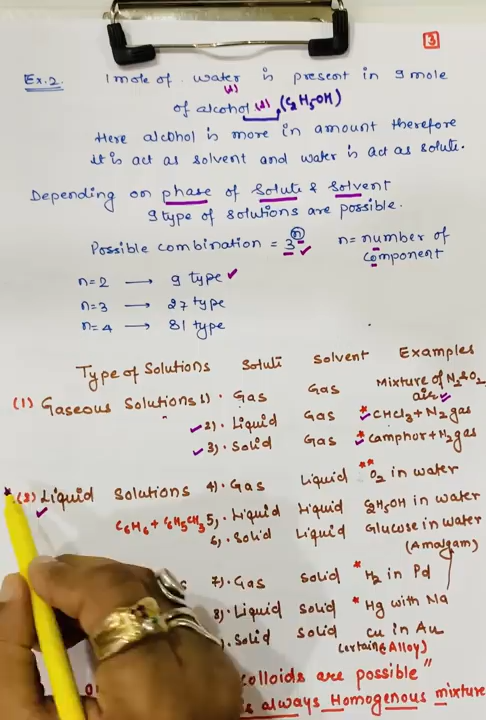 3
Ex.2. 1 mole of water is present in 9 mole
(l)
of alcohol (l) (C2H5OH)
Here alcohol is more in amount therefore
it is act as solvent and water is act as solute.
Depending on phase of Solute & Solvent
9 type of solutions are possible.
Possible combination = 3^n n = number of
component
n=2 → 9 type
n=3 → 27 type
n=4 → 81 type
Type of Solutions Solute Solvent Examples
(1) Gaseous Solutions 1). Gas Gas Mixture of N2 & O2
air
2). Liquid Gas * CHCl3 + N2 gas
3). Solid Gas * camphor + N2 gas
* (2) Liquid Solutions 4). Gas Liquid ** O2 in water
C6H6 + C6H5CH3 5). Liquid Liquid C2H5OH in water
6). Solid Liquid Glucose in water
(Amalgam)
7). Gas Solid * H2 in Pd
8). Liquid Solid * Hg with Na
). Solid Solid Cu in Au
(Alloy)
colloids are possible"
is always Homogenous mixture